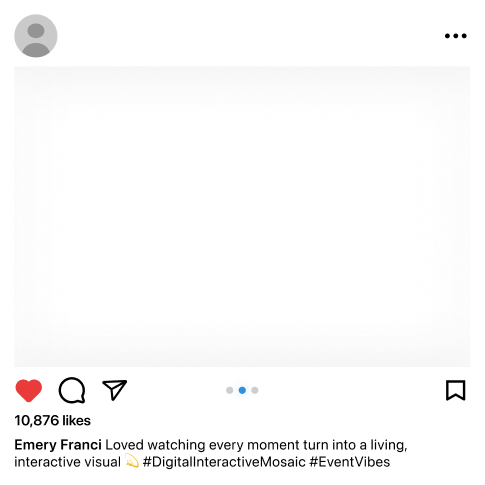 10,876 likes
Emery Franci Loved watching every moment turn into a living,
interactive visual 💫 #DigitalInteractiveMosaic #EventVibes